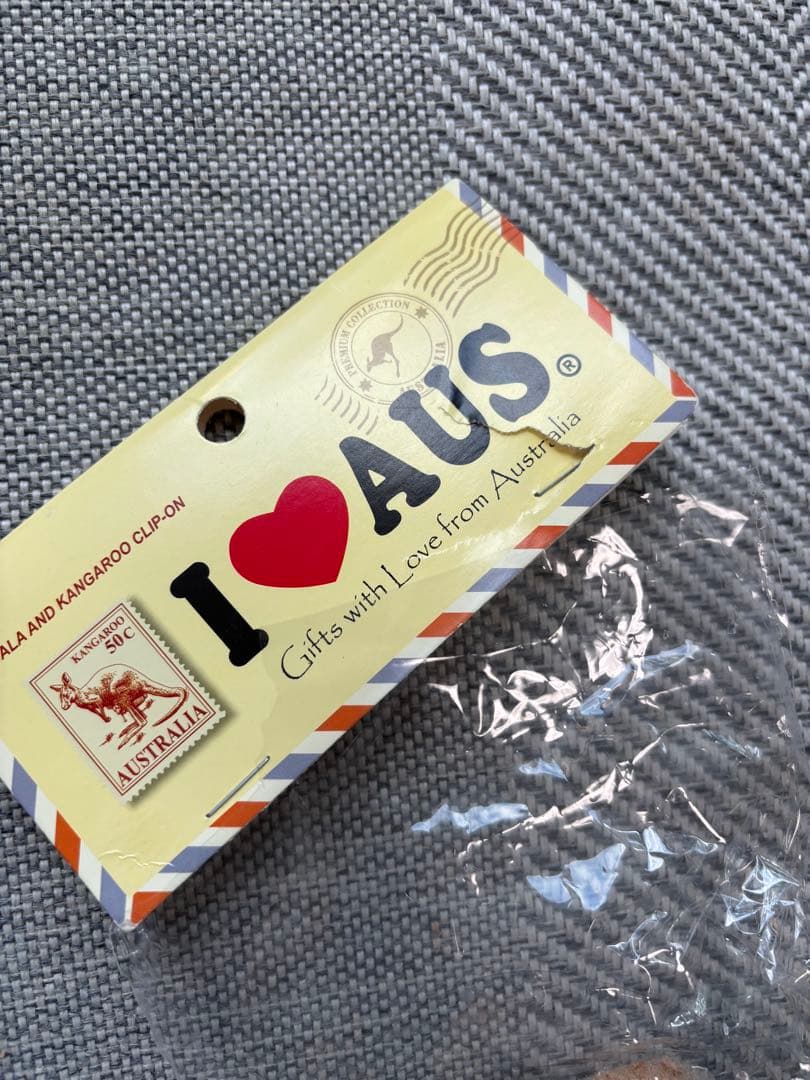 ALA AND KANGAROO CLIP-ON
KANGAROO
50C
AUSTRALIA
PREMIUM COLLECTION
I ❤ AUS®
Gifts with Love from Australia